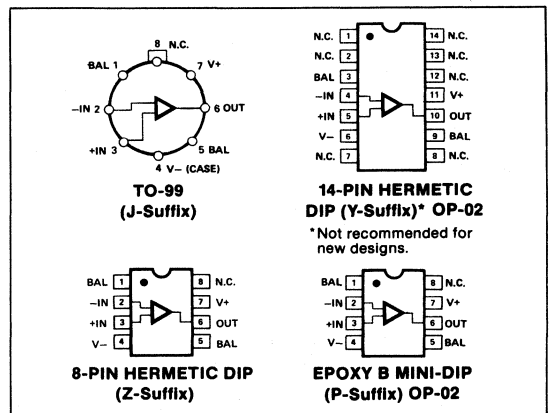 8 N.C.
BAL 1
7 V+
–IN 2
6 OUT
+IN 3
5 BAL
4 V– (CASE)
TO-99
(J-Suffix)
N.C. 1
14 N.C.
N.C. 2
13 N.C.
BAL 3
12 N.C.
–IN 4
11 V+
+IN 5
10 OUT
V– 6
9 BAL
N.C. 7
8 N.C.
14-PIN HERMETIC
DIP (Y-Suffix)* OP-02
*Not recommended for
new designs.
BAL 1
8 N.C.
–IN 2
7 V+
+IN 3
6 OUT
V– 4
5 BAL
8-PIN HERMETIC DIP
(Z-Suffix)
BAL 1
8 N.C.
–IN 2
7 V+
+IN 3
6 OUT
V– 4
5 BAL
EPOXY B MINI-DIP
(P-Suffix) OP-02